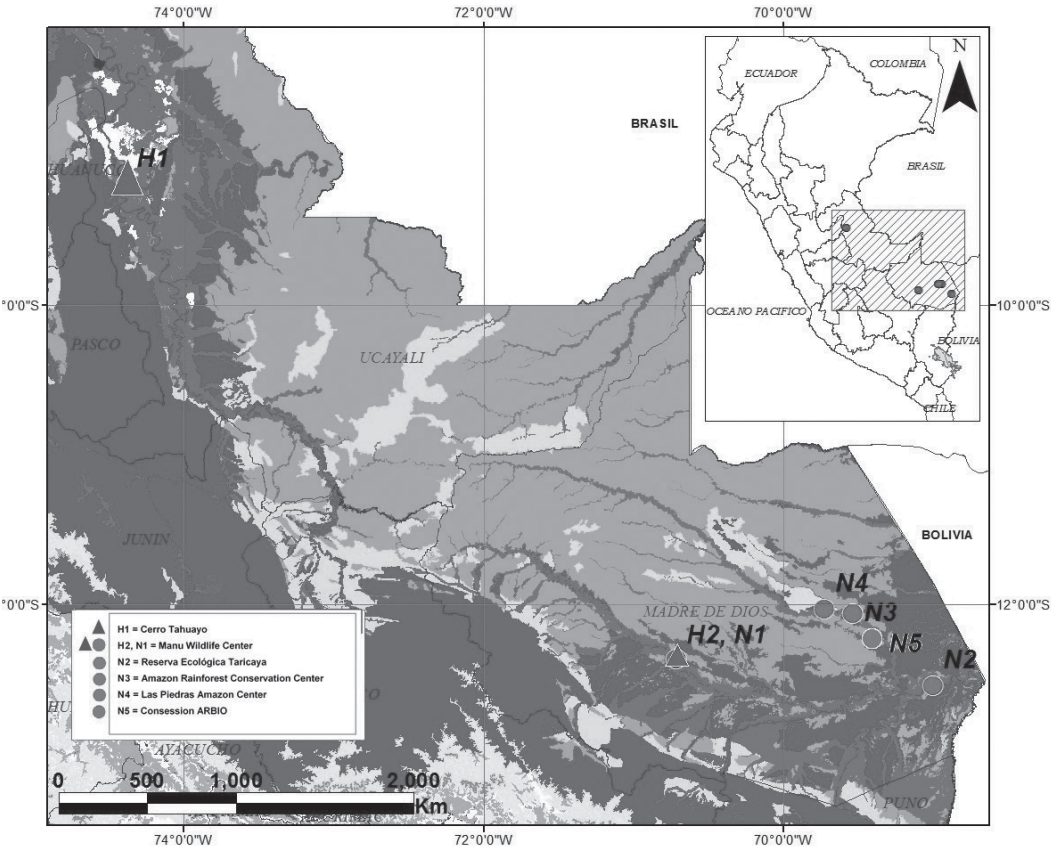 74°0'0"W
72°0'0"W
70°0'0"W
N
ECUADOR
COLOMBIA
BRASIL
BRASIL
OCEANO PACIFICO
BOLIVIA
CHILE
H1
HUANUCO
°0'0"S
10°0'0"S
PASCO
UCAYALI
JUNIN
BOLIVIA
°0'0"S
12°0'0"S
MADRE DE DIOS
N4
N3
H2, N1
N5
N2
H1 = Cerro Tahuayo
H2, N1 = Manu Wildlife Center
N2 = Reserva Ecológica Taricaya
N3 = Amazon Rainforest Conservation Center
N4 = Las Piedras Amazon Center
N5 = Consession ARBIO
HU
CO
AYACUCHO
PUNO
0 500 1,000 2,000
Km
74°0'0"W
72°0'0"W
70°0'0"W